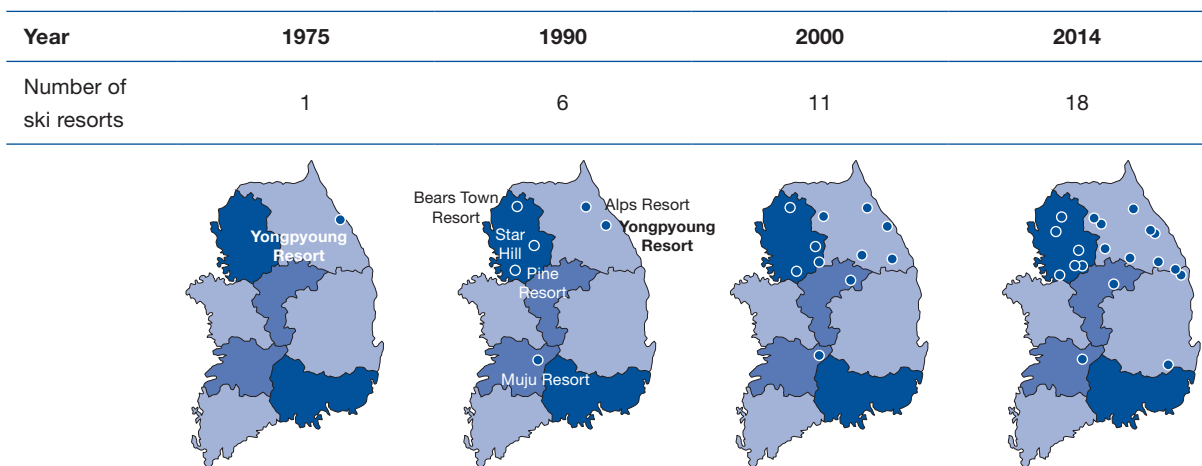 Year 1975 1990 2000 2014
Number of
ski resorts
1 6 11 18
Yongpyoung
Resort
Bears Town
Resort
Alps Resort
Yongpyoung
Resort
Star
Hill
Pine
Resort
Muju Resort